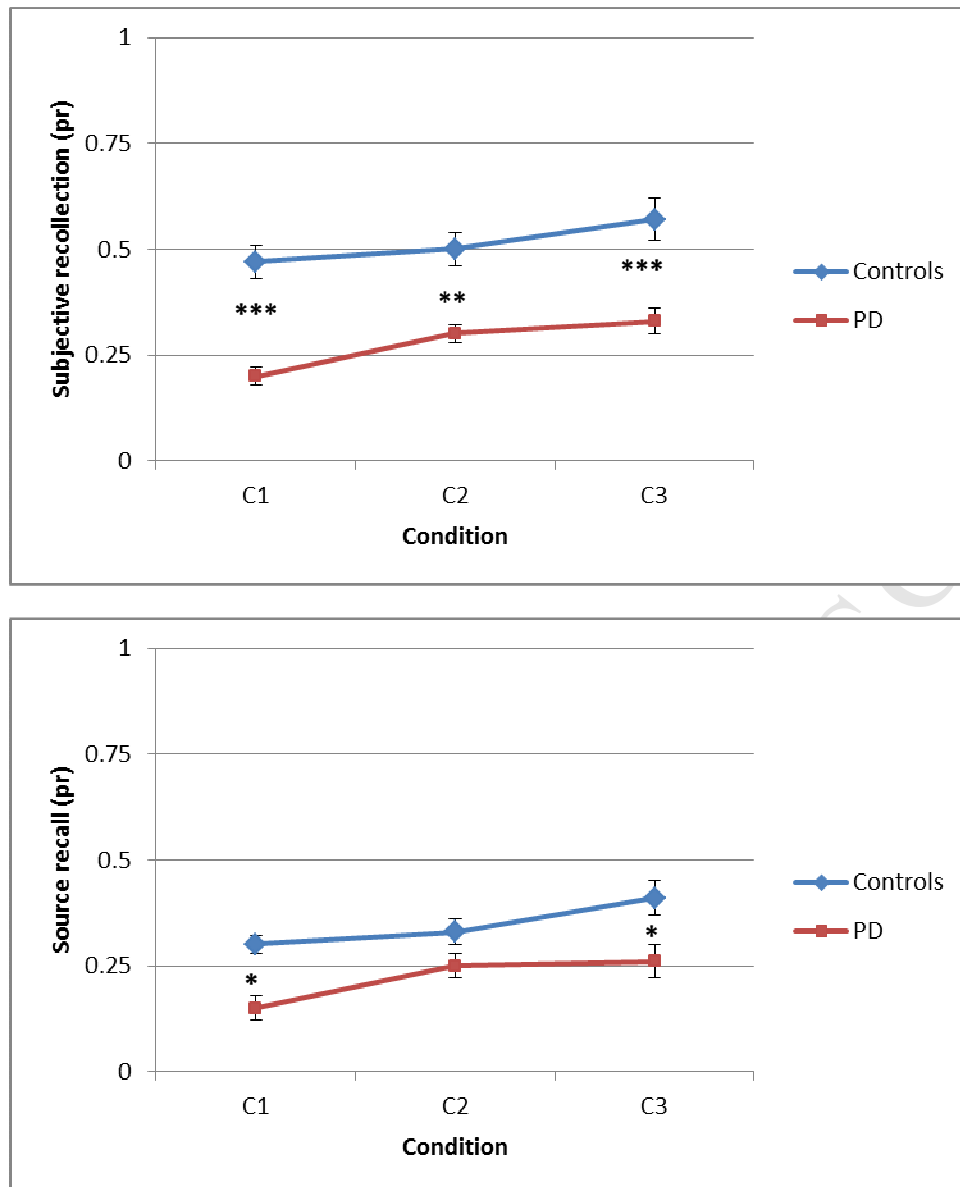 1
0.75
0.5
0.25
0
Subjective recollection (pr)
***
**
***
C1
C2
C3
Condition
Controls
PD
1
0.75
0.5
0.25
0
Source recall (pr)
*
*
C1
C2
C3
Condition
Controls
PD